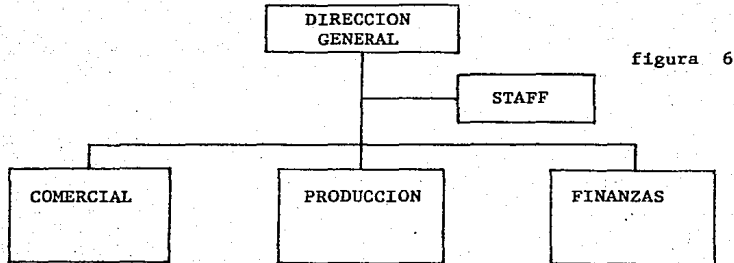 DIRECCION
GENERAL
figura 6
STAFF
COMERCIAL
PRODUCCION
FINANZAS